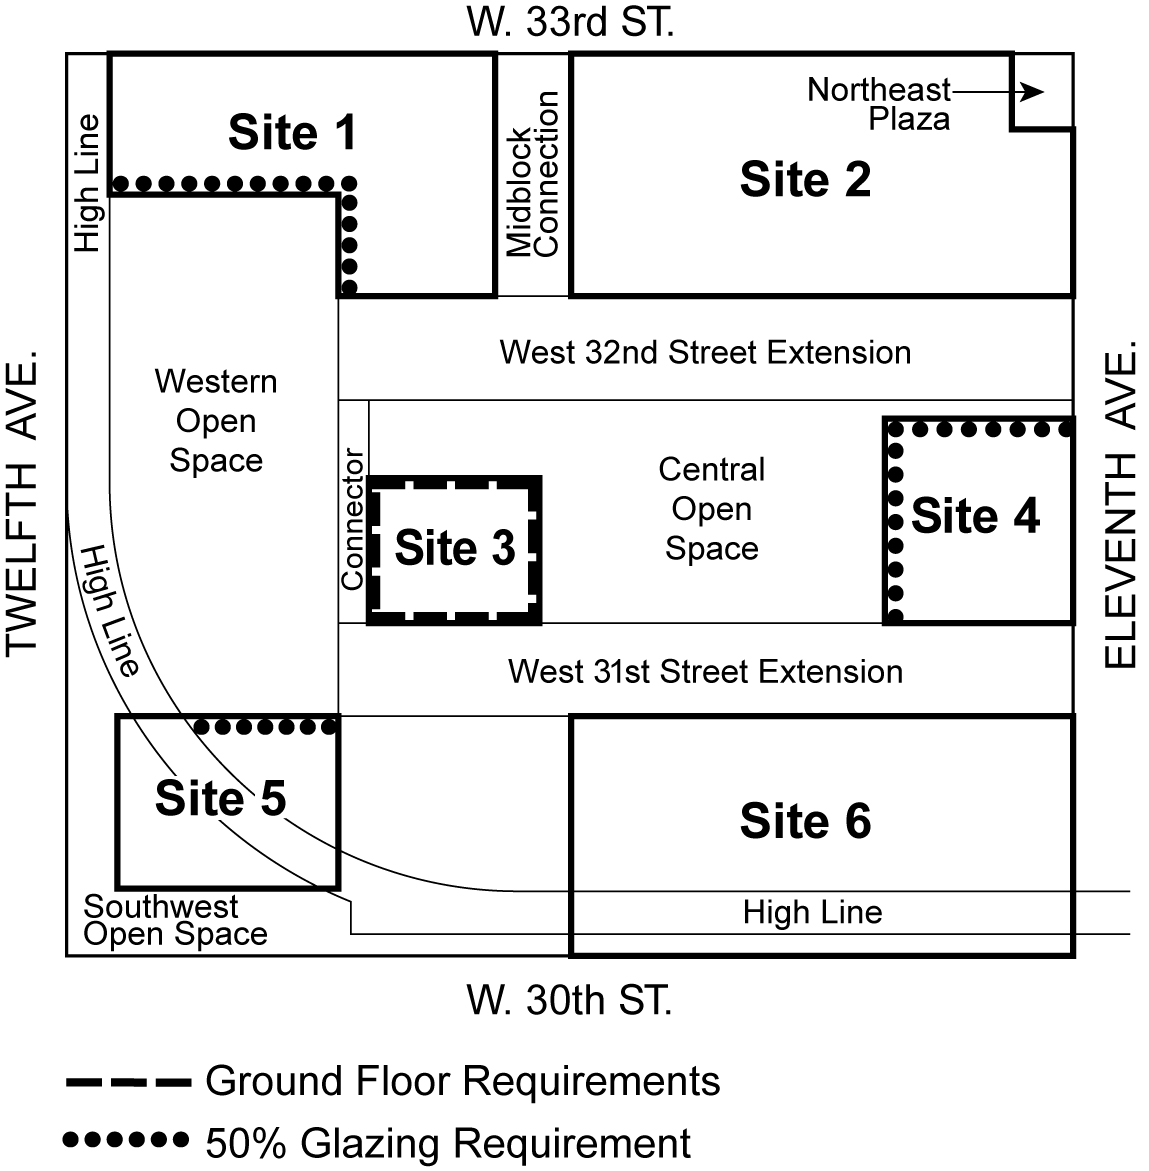 W. 33rd ST.
High Line
Site 1
Midblock
Connection
Northeast
Plaza
Site 2
West 32nd Street Extension
TWELFTH AVE.
Western
Open
Space
Connector
Site 3
Central
Open
Space
Site 4
ELEVENTH AVE.
High Line
West 31st Street Extension
Site 5
Site 6
Southwest
Open Space
High Line
W. 30th ST.
Ground Floor Requirements
50% Glazing Requirement